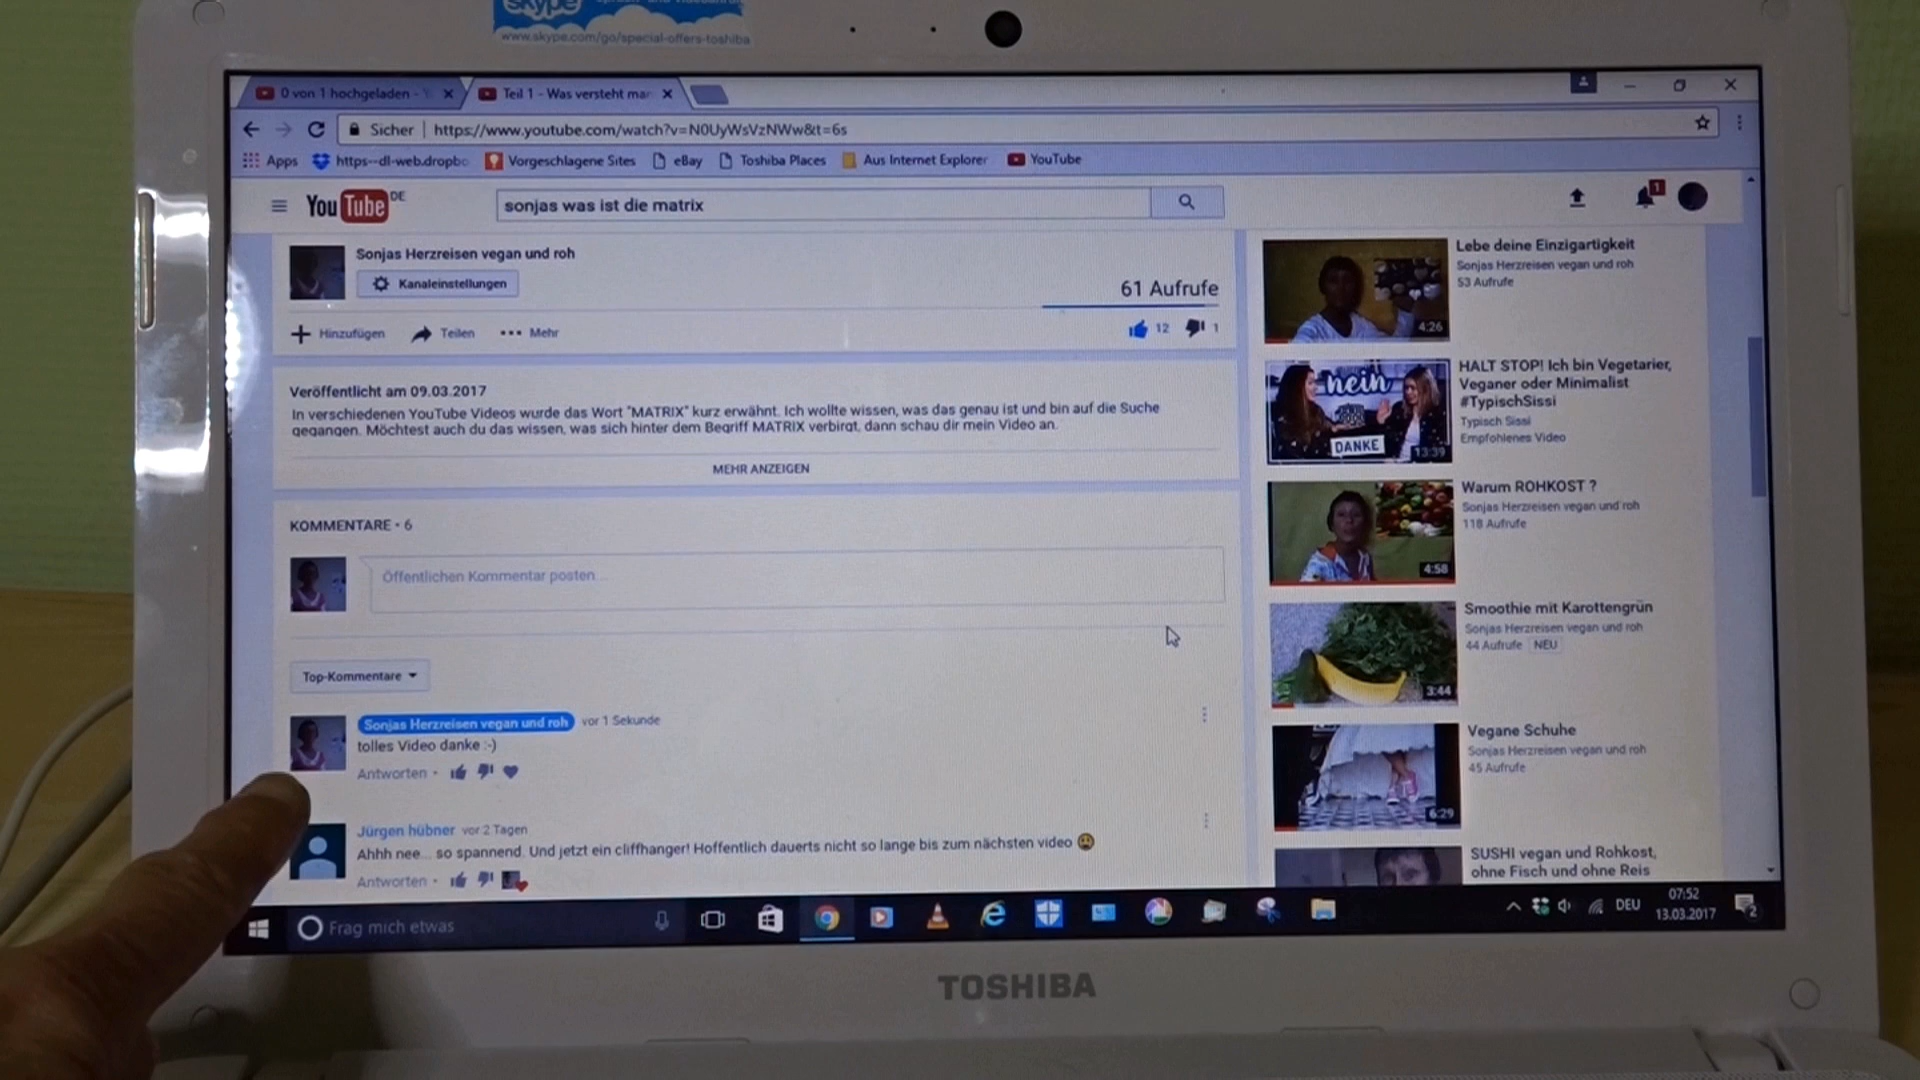 skype
www.skype.com/go/special-offers-toshiba
0 von 1 hochgeladen - Y
Teil 1 - Was versteht mar
Sicher | https://www.youtube.com/watch?v=N0UyWsVzNWw&t=6s
Apps
https--dl-web.dropbo
Vorgeschlagene Sites
eBay
Toshiba Places
Aus Internet Explorer
YouTube
YouTube DE
sonjas was ist die matrix
1
Sonjas Herzreisen vegan und roh
Kanaleinstellungen
61 Aufrufe
Hinzufügen
Teilen
Mehr
12
1
Veröffentlicht am 09.03.2017
In verschiedenen YouTube Videos wurde das Wort "MATRIX" kurz erwähnt. Ich wollte wissen, was das genau ist und bin auf die Suche
gegangen. Möchtest auch du das wissen, was sich hinter dem Begriff MATRIX verbirgt, dann schau dir mein Video an.
MEHR ANZEIGEN
KOMMENTARE • 6
Öffentlichen Kommentar posten...
Top-Kommentare
Sonjas Herzreisen vegan und roh vor 1 Sekunde
tolles Video danke :-)
Antworten •
Jürgen hübner vor 2 Tagen
Ahhh nee... so spannend. Und jetzt ein cliffhanger! Hoffentlich dauerts nicht so lange bis zum nächsten video 😢
Antworten •
Lebe deine Einzigartigkeit
Sonjas Herzreisen vegan und roh
53 Aufrufe
4:26
HALT STOP! Ich bin Vegetarier,
Veganer oder Minimalist
#TypischSissi
Typisch Sissi
Empfohlenes Video
nein
DANKE
13:39
Warum ROHKOST ?
Sonjas Herzreisen vegan und roh
118 Aufrufe
4:58
Smoothie mit Karottengrün
Sonjas Herzreisen vegan und roh
44 Aufrufe NEU
3:44
Vegane Schuhe
Sonjas Herzreisen vegan und roh
45 Aufrufe
6:29
SUSHI vegan und Rohkost,
ohne Fisch und ohne Reis
Frag mich etwas
DEU
07:52
13.03.2017
2
TOSHIBA